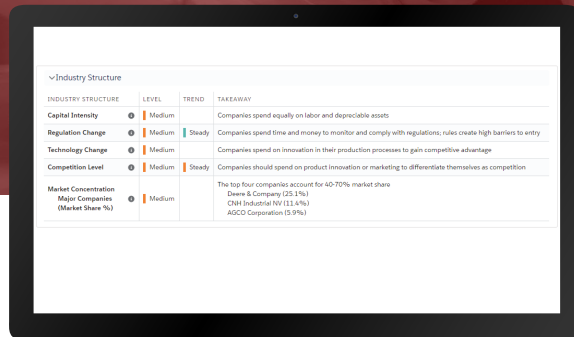 Industry Structure
INDUSTRY STRUCTURE LEVEL TREND TAKEAWAY
Capital Intensity Medium Companies spend equally on labor and depreciable assets
Regulation Change Medium Steady Companies spend time and money to monitor and comply with regulations; rules create high barriers to entry
Technology Change Medium Companies spend on innovation in their production processes to gain competitive advantage
Competition Level Medium Steady Companies should spend on product innovation or marketing to differentiate themselves as competition
Market Concentration The top four companies account for 40-70% market share
Major Companies Medium Deere & Company (25.1%)
(Market Share %) CNH Industrial NV (11.4%)
AGCO Corporation (5.9%)